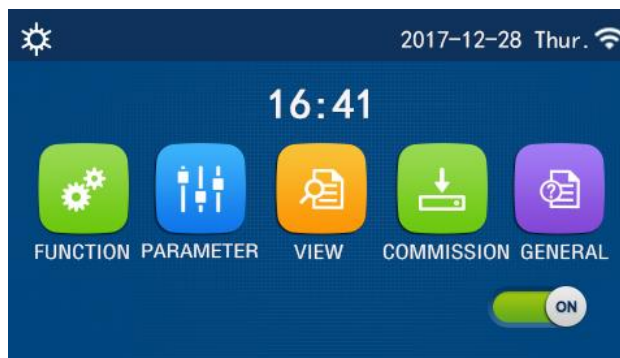 2017-12-28 Thur.
16:41
FUNCTION PARAMETER VIEW COMMISSION GENERAL
ON